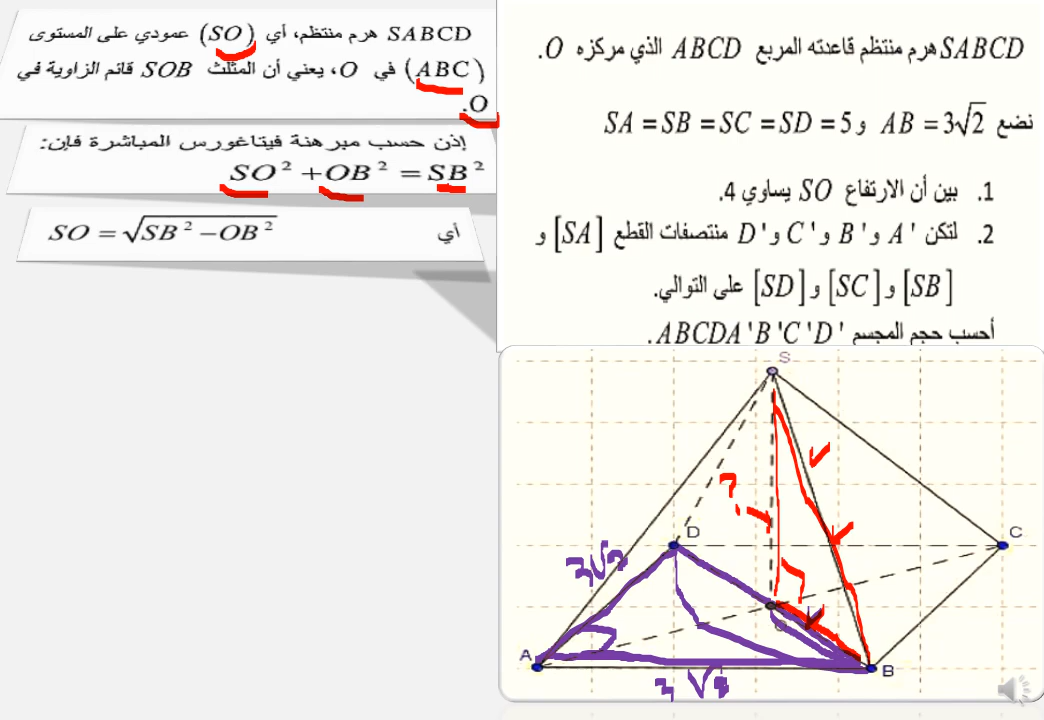 SABCD هرم منتظم قاعدته المربع ABCD الذي مركزه O.
نضع AB = 3√2 و SA = SB = SC = SD = 5
1. بين أن الارتفاع SO يساوي 4.
2. لتكن A' و B' و C' و D' منتصفات القطع [SA] و
[SB] و [SC] و [SD] على التوالي.
أحسب حجم المجسم ABCDA'B'C'D'.
SABCD هرم منتظم، أي (SO) عمودي على المستوى
(ABC) في O، يعني أن المثلث SOB قائم الزاوية في
O.
إذن حسب مبرهنة فيتاغورس المباشرة فإن:
SO² + OB² = SB²
أي SO = √SB² − OB²
S
?
D
C
3√2
O
A
B
3√2